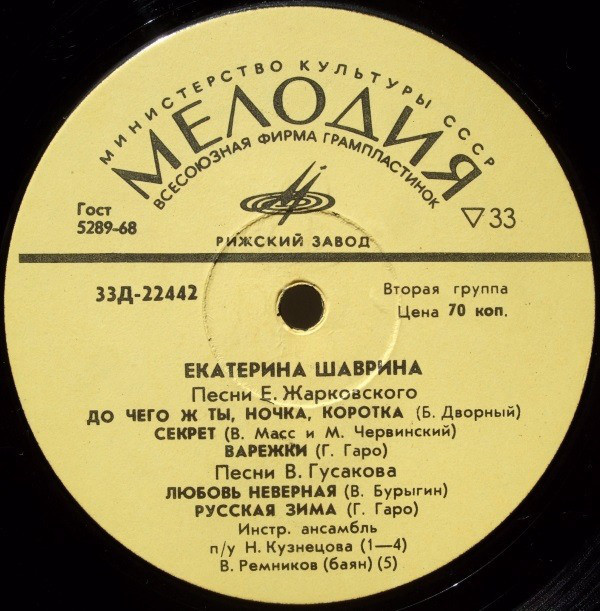 МИНИСТЕРСТВО КУЛЬТУРЫ СССР
МЕЛОДИЯ
ВСЕСОЮЗНАЯ ФИРМА ГРАМПЛАСТИНОК
Гост
5289-68
▽33
РИЖСКИЙ ЗАВОД
33Д-22442
Вторая группа
Цена 70 коп.
ЕКАТЕРИНА ШАВРИНА
Песни Е. Жарковского
ДО ЧЕГО Ж ТЫ, НОЧКА, КОРОТКА (Б. Дворный)
СЕКРЕТ (В. Масс и М. Червинский)
ВАРЕЖКИ (Г. Гаро)
Песни В. Гусакова
ЛЮБОВЬ НЕВЕРНАЯ (В. Бурыгин)
РУССКАЯ ЗИМА (Г. Гаро)
Инстр. ансамбль
п/у Н. Кузнецова (1—4)
В. Ремников (баян) (5)